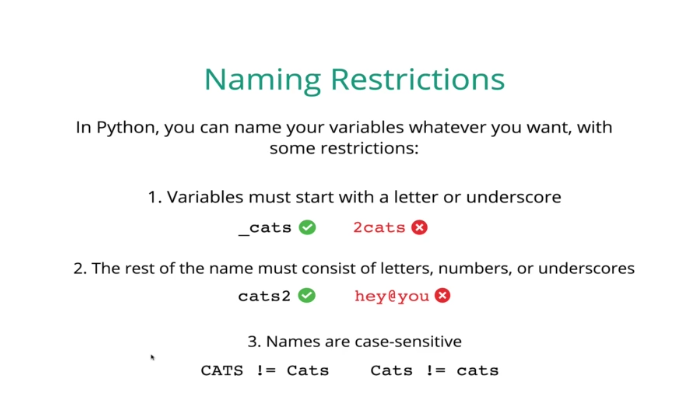 Naming Restrictions
In Python, you can name your variables whatever you want, with
some restrictions:
1. Variables must start with a letter or underscore
_cats 2cats
2. The rest of the name must consist of letters, numbers, or underscores
cats2 hey@you
3. Names are case-sensitive
CATS != Cats Cats != cats